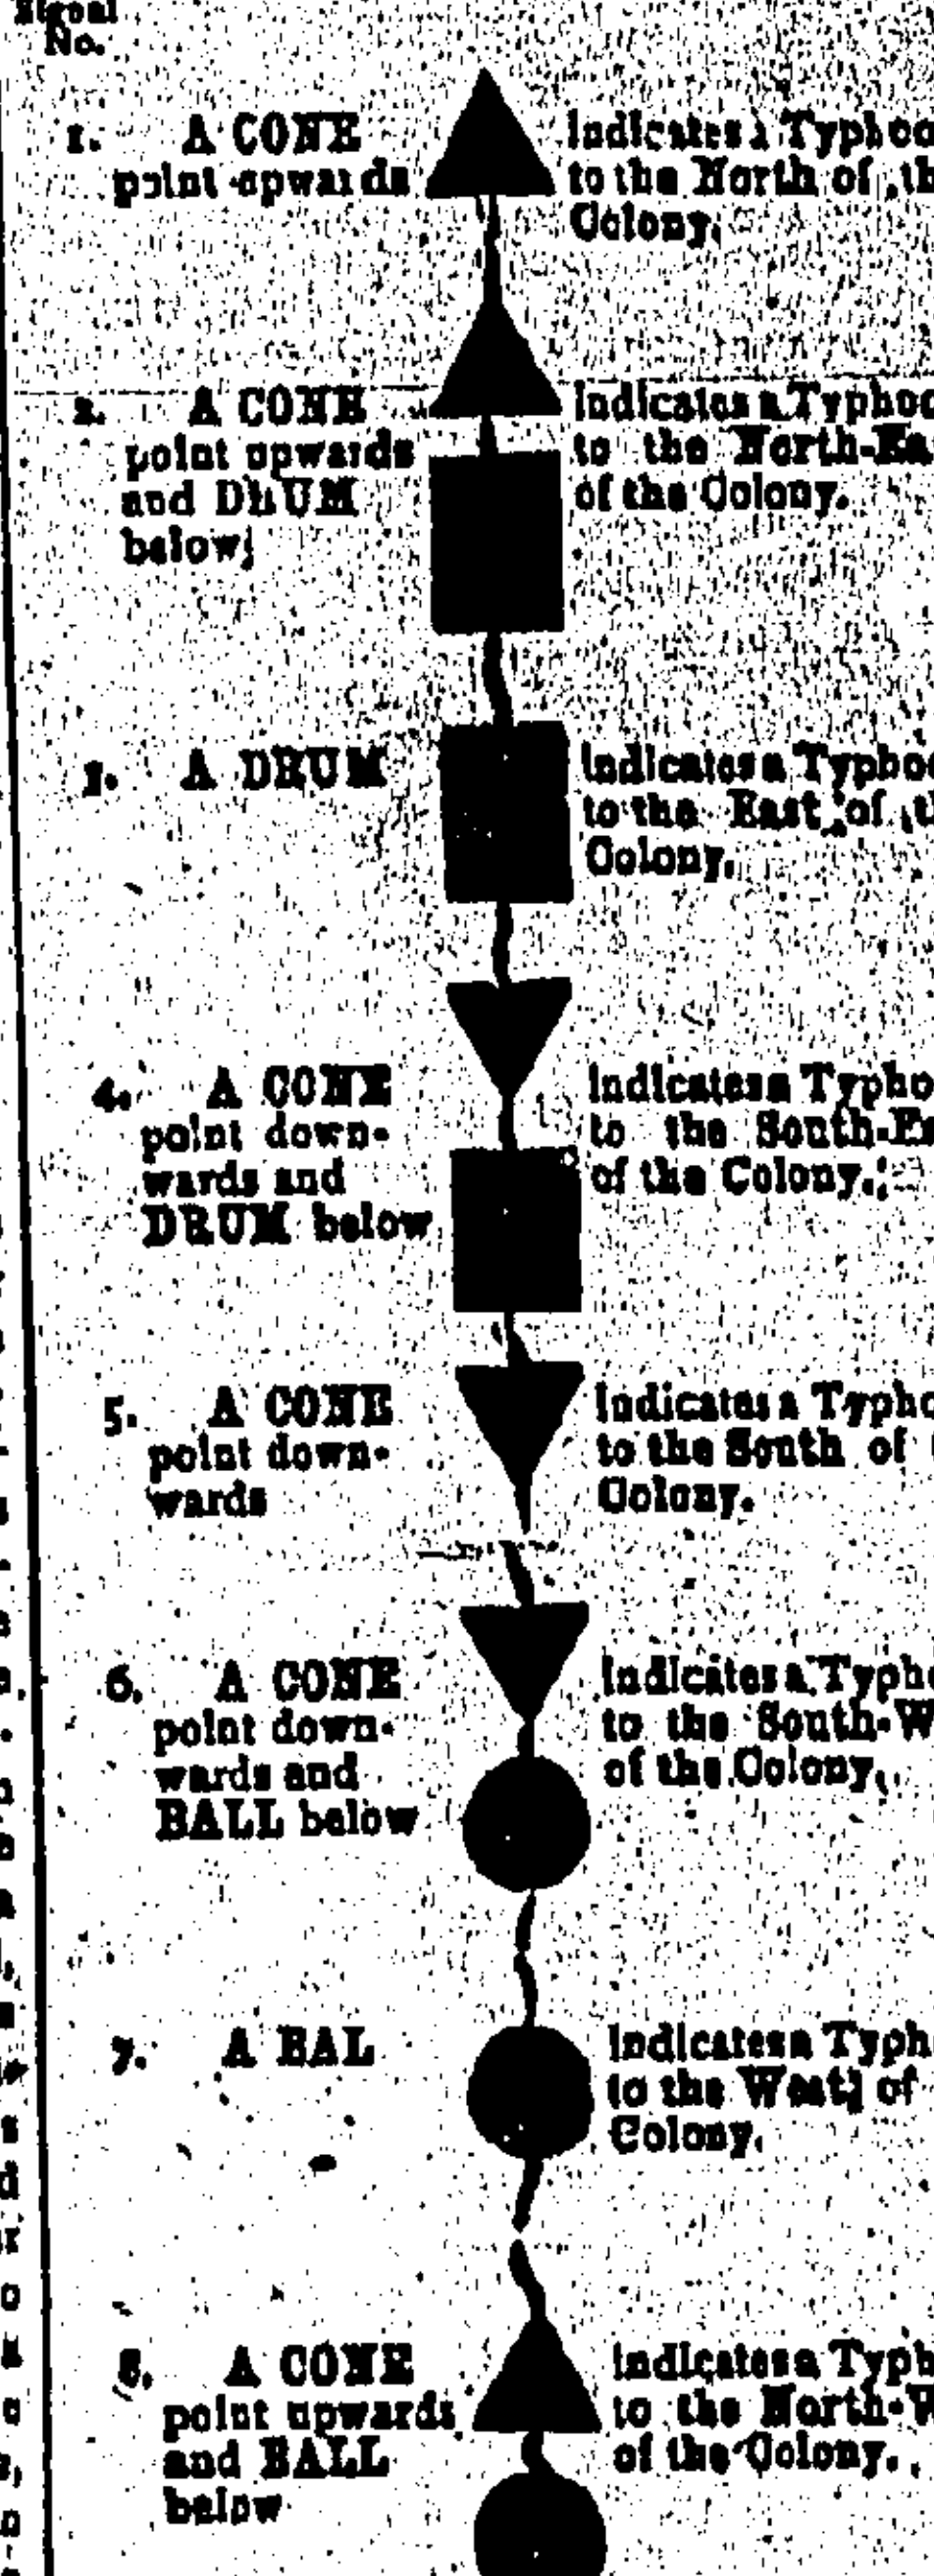 Signal
No.
1. A CONE
point upwards
Indicates a Typhoo
to the North of the
Colony.
2. A CONE
point upwards
and DRUM
below
Indicates a Typhoo
to the North-Ea
of the Colony.
3. A DRUM
Indicates a Typhoo
to the East of th
Colony.
4. A CONE
point down-
wards and
DRUM below
Indicates a Typho
to the South-Ea
of the Colony.
5. A CONE
point down-
wards
Indicates a Typho
to the South of
Colony.
6. A CONE
point down-
wards and
BALL below
Indicates a Typho
to the South-W
of the Colony.
7. A BAL
Indicates a Typh
to the West of
Colony.
8. A CONE
point upwards
and BALL
below
Indicates a Typh
to the North-W
of the Colony.